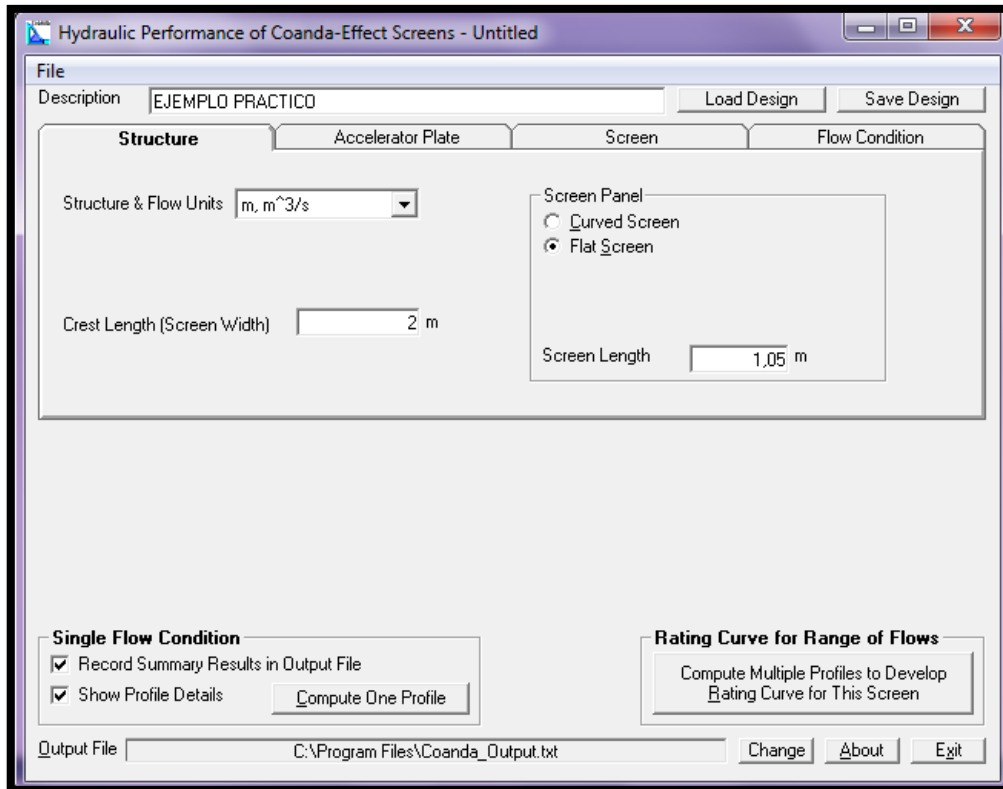 Hydraulic Performance of Coanda-Effect Screens - Untitled
File
Description EJEMPLO PRACTICO Load Design Save Design
Structure Accelerator Plate Screen Flow Condition
Structure & Flow Units m, m^3/s
Screen Panel
Curved Screen
Flat Screen
Crest Length (Screen Width) 2 m
Screen Length 1,05 m
Single Flow Condition
Record Summary Results in Output File
Show Profile Details Compute One Profile
Rating Curve for Range of Flows
Compute Multiple Profiles to Develop
Rating Curve for This Screen
Output File C:\Program Files\Coanda_Output.txt Change About Exit